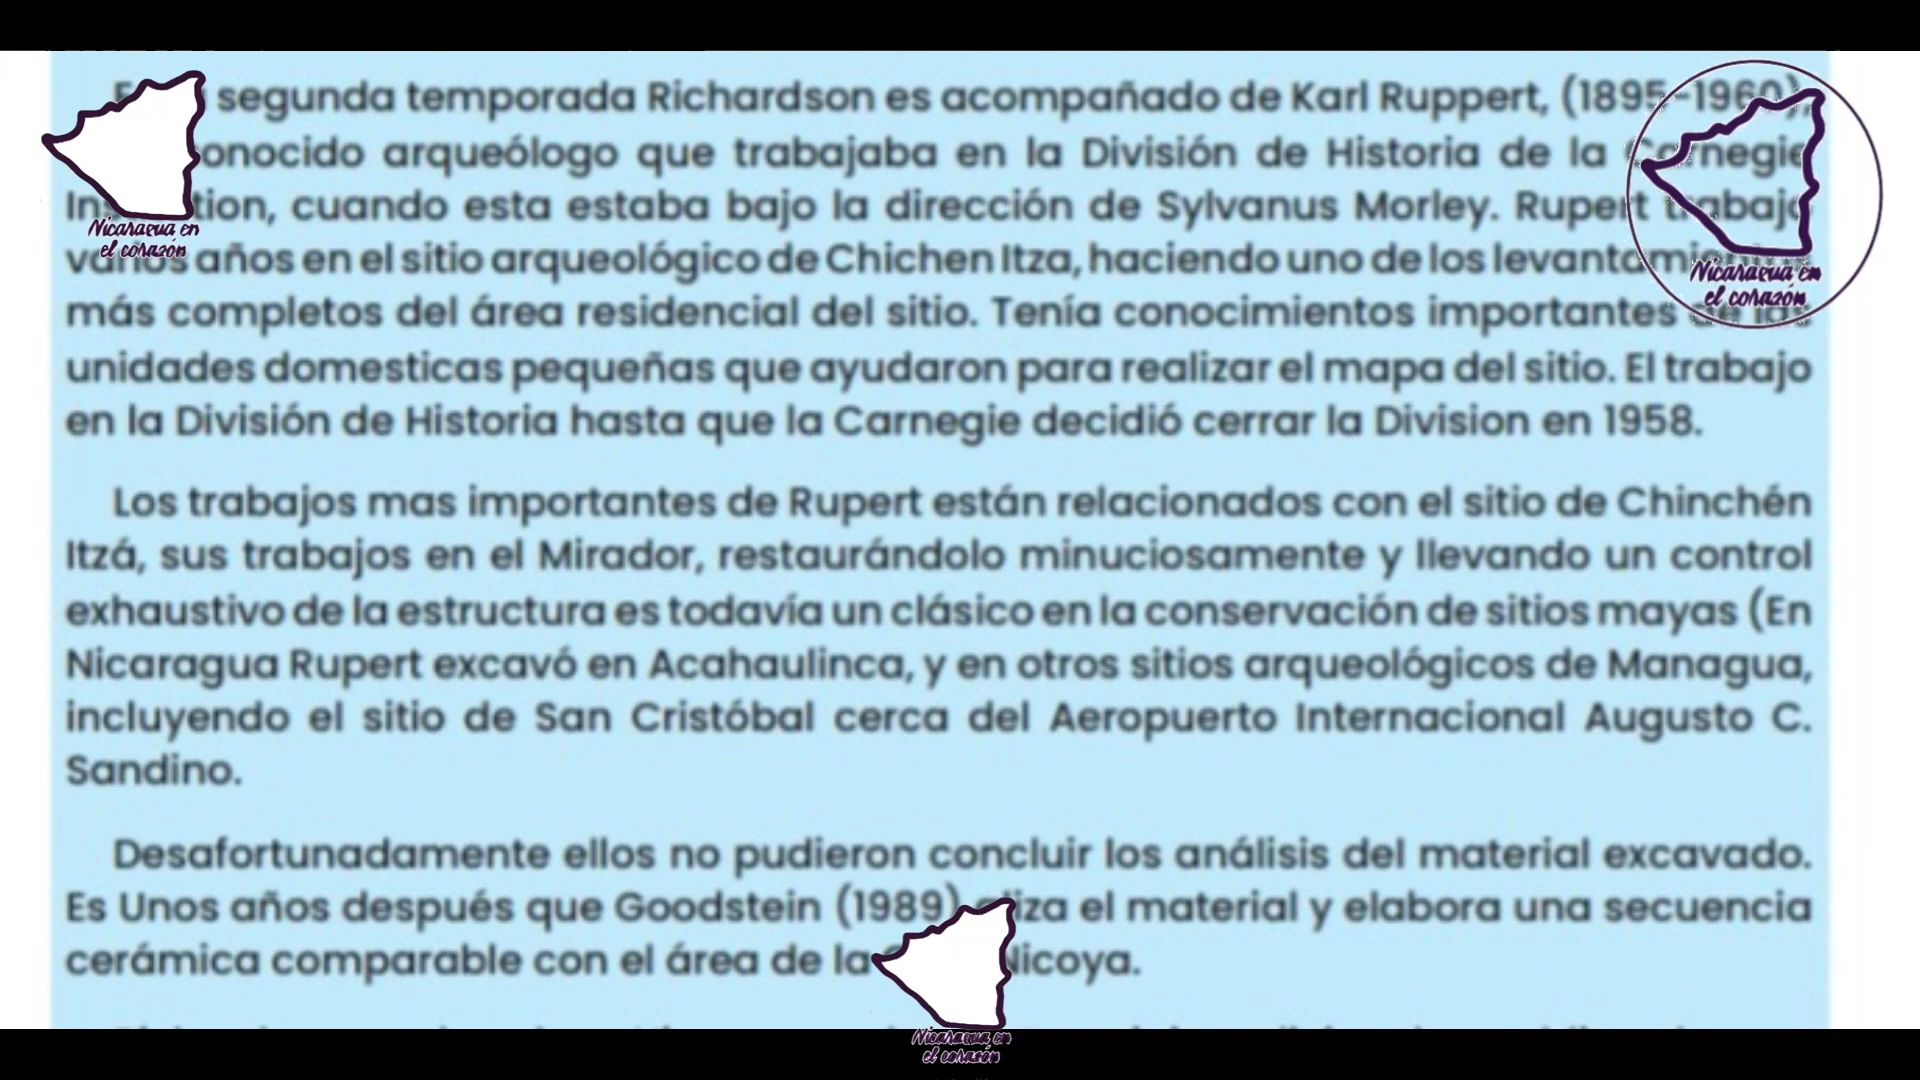 segunda temporada Richardson es acompañado de Karl Ruppert, (1895-1960),
arqueólogo que trabajaba en la División de Historia de la Carnegie
cuando esta estaba bajo la dirección de Sylvanus Morley. Rupert trabajo
varios años en el sitio arqueológico de Chichen Itza, haciendo uno de los
más completos del área residencial del sitio. Tenía conocimientos importantes de las
unidades domesticas pequeñas que ayudaron para realizar el mapa del sitio. El trabajo
en la División de Historia hasta que la Carnegie decidió cerrar la Division en 1958.
Los trabajos mas importantes de Rupert están relacionados con el sitio de Chinchén
Itzá, sus trabajos en el Mirador, restaurándolo minuciosamente y llevando un control
exhaustivo de la estructura es todavía un clásico en la conservación de sitios mayas (En
Nicaragua Rupert excavó en Acahaulinca, y en otros sitios arqueológicos de Managua,
incluyendo el sitio de San Cristóbal cerca del Aeropuerto Internacional Augusto C.
Sandino.
Desafortunadamente ellos no pudieron concluir los análisis del material excavado.
Es Unos años después que Goodstein (1989) el material y elabora una secuencia
cerámica comparable con el área de la Nicoya.
Nicaragua en
el corazón
Nicaragua en
el corazón
Nicaragua en
el corazón